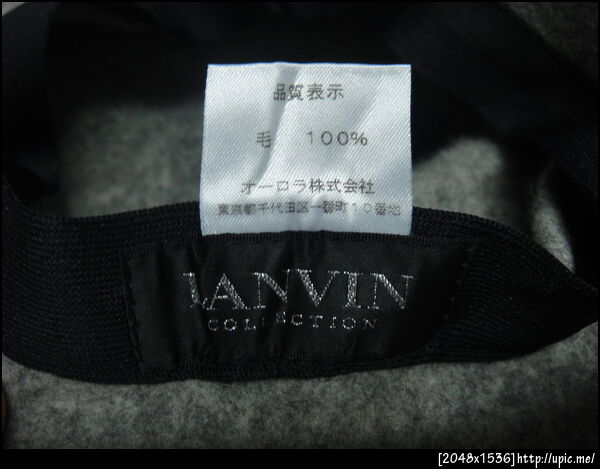 品質表示
毛 100%
オーロラ株式会社
東京都千代田区一番町10番地
LANVIN
COLLECTION
[2048x1536]http://upic.me/